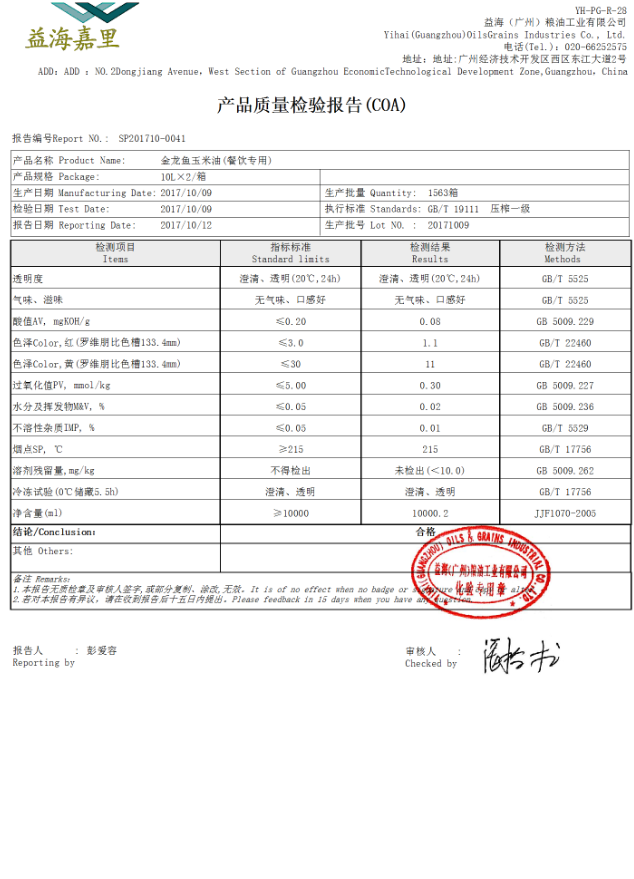 YH-PG-R-28
益海嘉里
益海（广州）粮油工业有限公司
Yihai(Guangzhou)OilsGrains Industries Co., Ltd.
电话(Tel.): 020-66252575
地址: 地址:广州经济技术开发区西区东江大道2号
ADD: ADD : NO.2Dongjiang Avenue, West Section of Guangzhou EconomicTechnological Development Zone,Guangzhou, China
产品质量检验报告(COA)
报告编号Report NO.: SP201710-0041
产品名称 Product Name: 金龙鱼玉米油(餐饮专用)
产品规格 Package: 10L×2/箱
生产日期 Manufacturing Date: 2017/10/09 生产批量 Quantity: 1563箱
检验日期 Test Date: 2017/10/09 执行标准 Standards: GB/T 19111 压榨一级
报告日期 Reporting Date: 2017/10/12 生产批号 Lot NO. : 20171009
检测项目 指标标准 检测结果 检测方法
Items Standard limits Results Methods
透明度 澄清、透明(20℃,24h) 澄清、透明(20℃,24h) GB/T 5525
气味、滋味 无气味、口感好 无气味、口感好 GB/T 5525
酸值AV, mgKOH/g ≤0.20 0.08 GB 5009.229
色泽Color,红(罗维朋比色槽133.4mm) ≤3.0 1.1 GB/T 22460
色泽Color,黄(罗维朋比色槽133.4mm) ≤30 11 GB/T 22460
过氧化值PV, mmol/kg ≤5.00 0.30 GB 5009.227
水分及挥发物M&V, % ≤0.05 0.02 GB 5009.236
不溶性杂质IMP, % ≤0.05 0.01 GB/T 5529
烟点SP, ℃ ≥215 215 GB/T 17756
溶剂残留量,mg/kg 不得检出 未检出(<10.0) GB 5009.262
冷冻试验(0℃储藏5.5h) 澄清、透明 澄清、透明 GB/T 17756
净含量(ml) ≥10000 10000.2 JJF1070-2005
结论/Conclusion: 合格
其他 Others:
(GUANGZHOU) OILS & GRAINS INDUSTRIAL CO.
益海(广州)粮油工业有限公司
化验专用章
备注 Remarks:
1.本报告无质检章及审核人签字,或部分复制、涂改,无效。It is of no effect when no badge or signature
2.若对本报告有异议, 请在收到报告后十五日内提出。Please feedback in 15 days when you have any question.
报告人 : 彭爱容
Reporting by
审核人 :
Checked by